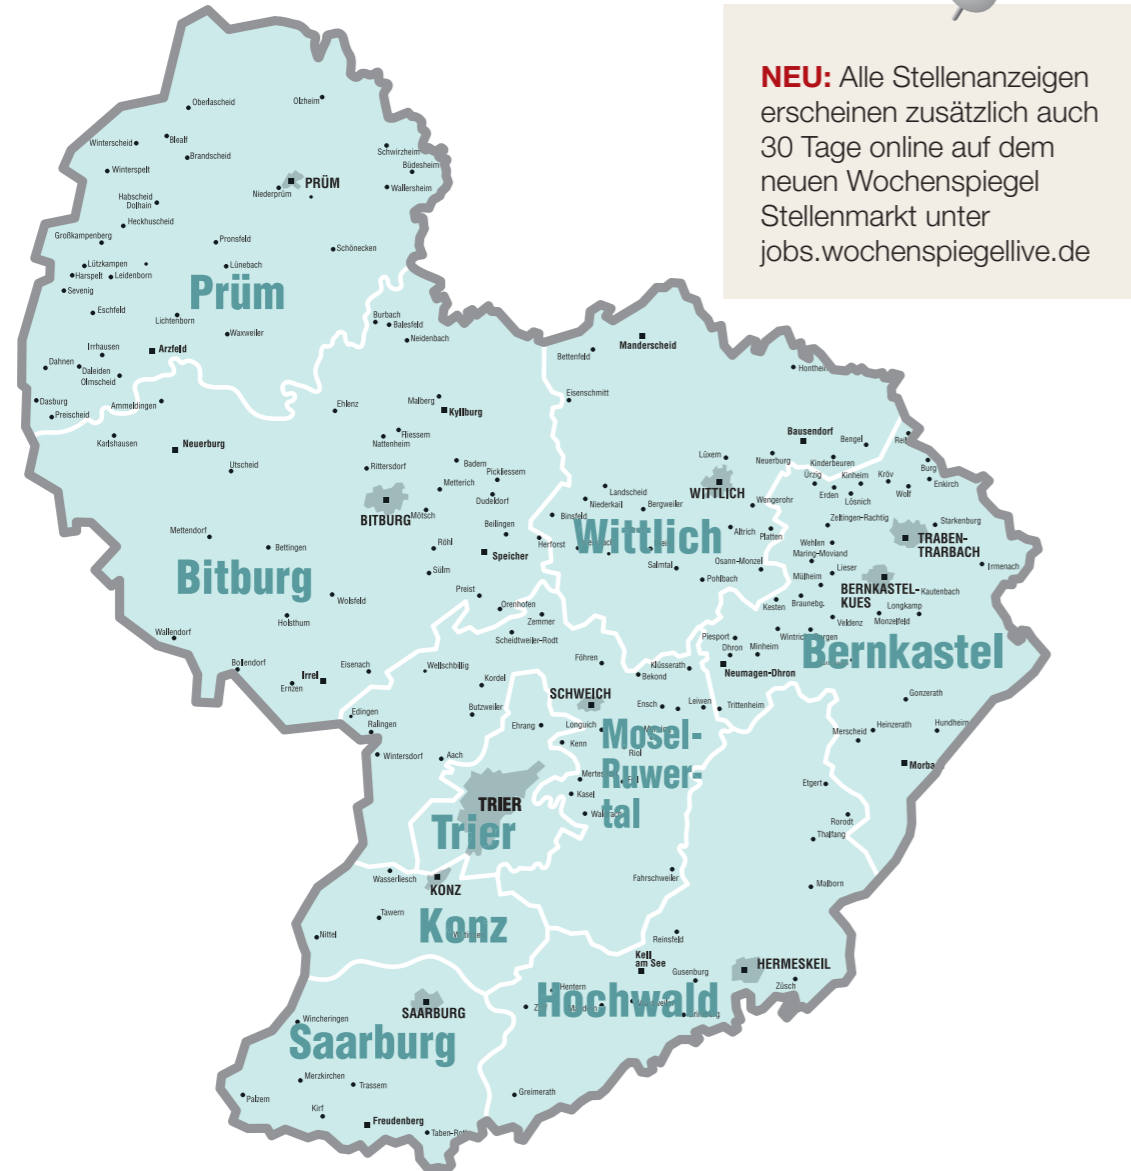 NEU: Alle Stellenanzeigen
erscheinen zusätzlich auch
30 Tage online auf dem
neuen Wochenspiegel
Stellenmarkt unter
jobs.wochenspiegellive.de
Oberlascheid
Olzheim
Winterscheid
Bleialf
Brandscheid
Schwirzheim
Büdesheim
Winterspelt
PRÜM
Niederprüm
Wallersheim
Habscheid
Dolhain
Heckhuscheid
Großkampenberg
Pronsfeld
Schönecken
Lützkampen
Lünebach
Harspelt
Leidenborn
Prüm
Sevenig
Eschfeld
Lichtenborn
Waxweiler
Burbach
Balesfeld
Neidenbach
Irrhausen
Arzfeld
Dahnen
Daleiden
Olmscheid
Dasburg
Preischeid
Ammeldingen
Manderscheid
Bettenfeld
Hontheim
Eisenschmitt
Ehlenz
Malberg
Kyllburg
Karlshausen
Neuerburg
Fliessem
Nattenheim
Bausendorf
Bengel
Utscheid
Rittersdorf
Badem
Pickliessem
Metterich
Dudeldorf
Lüxem
Neuerburg
Kinderbeuren
Burg
Enkirch
Ürzig
Kinheim
Kröv
Erden
Lösnich
Wolf
WITTLICH
Wengerohr
Landscheid
Niederkail
Bergweiler
BITBURG
Mötsch
Beilingen
Binsfeld
Wittlich
Altrich
Platten
Zeltingen-Rachtig
Starkenburg
TRABEN-
TRARBACH
Mettendorf
Bettingen
Röhl
Speicher
Herforst
Wehlen
Maring-Noviand
Irmenach
Bitburg
Sülm
Salmtal
Osann-Monzel
Lieser
Pohlbach
Mülheim
BERNKASTEL-
KUES
Kautenbach
Preist
Orenhofen
Zemmer
Wolsfeld
Holsthum
Kesten
Braunebg.
Longkamp
Monzelfeld
Veldenz
Wallendorf
Scheidtweiler-Rodt
Piesport
Dhron
Minheim
Bernkastel
Bollendorf
Eisenach
Wellschbillig
Föhren
Klüsserath
Bekond
Neumagen-Dhron
Irrel
Ernzen
Kordel
SCHWEICH
Gonzerath
Edingen
Ralingen
Butzweiler
Ehrang
Longuich
Ensch
Leiwen
Trittenheim
Merscheid
Heinzerath
Hundheim
Wintersdorf
Aach
Kenn
Mosel-
Ruwer-
tal
Riol
Kasel
Etgert
TRIER
Trier
Rorodt
Thalfang
Fahrschweiler
Malborn
Wasserliesch
KONZ
Tawern
Nittel
Konz
Reinsfeld
Kell
am See
Gusenburg
HERMESKEIL
Züsch
Hentern
Hochwald
SAARBURG
Wincheringen
Saarburg
Merzkirchen
Trassem
Palzem
Kirf
Freudenberg
Greimerath